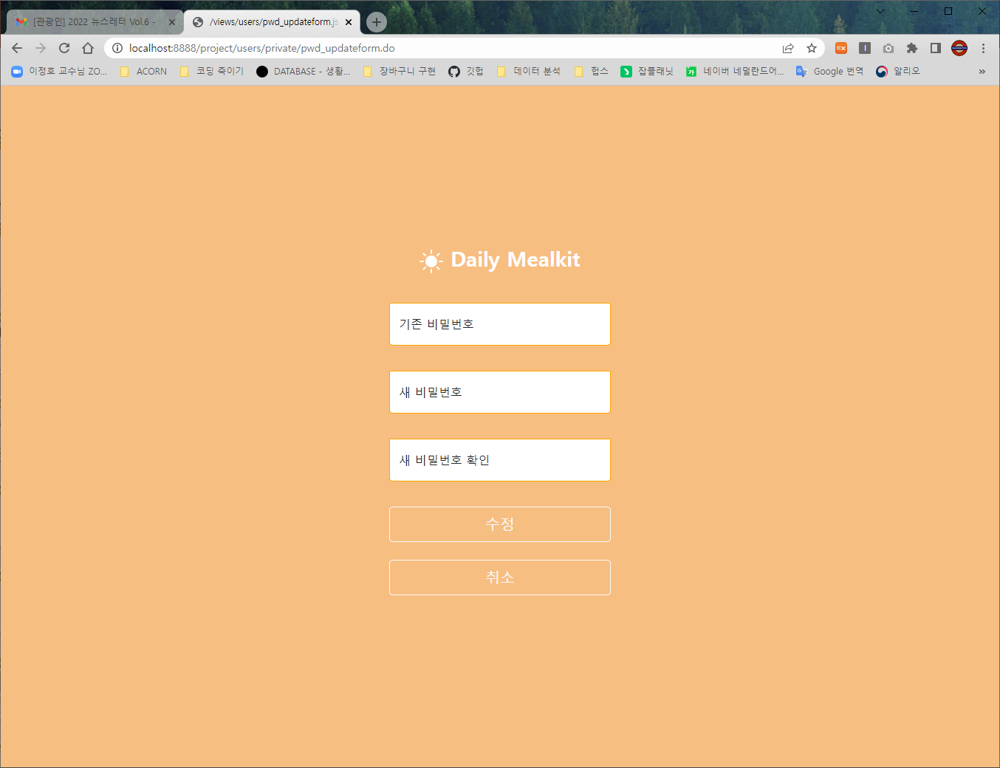 [관광인] 2022 뉴스레터 Vol.6 -
/views/users/pwd_updateform.js
localhost:8888/project/users/private/pwd_updateform.do
이정호 교수님 ZO...
ACORN
코딩 죽이기
DATABASE - 생활...
장바구니 구현
깃헙
데이터 분석
헙스
잡플래닛
네이버 네덜란드어...
Google 번역
알리오
»
Daily Mealkit
기존 비밀번호
새 비밀번호
새 비밀번호 확인
수정
취소